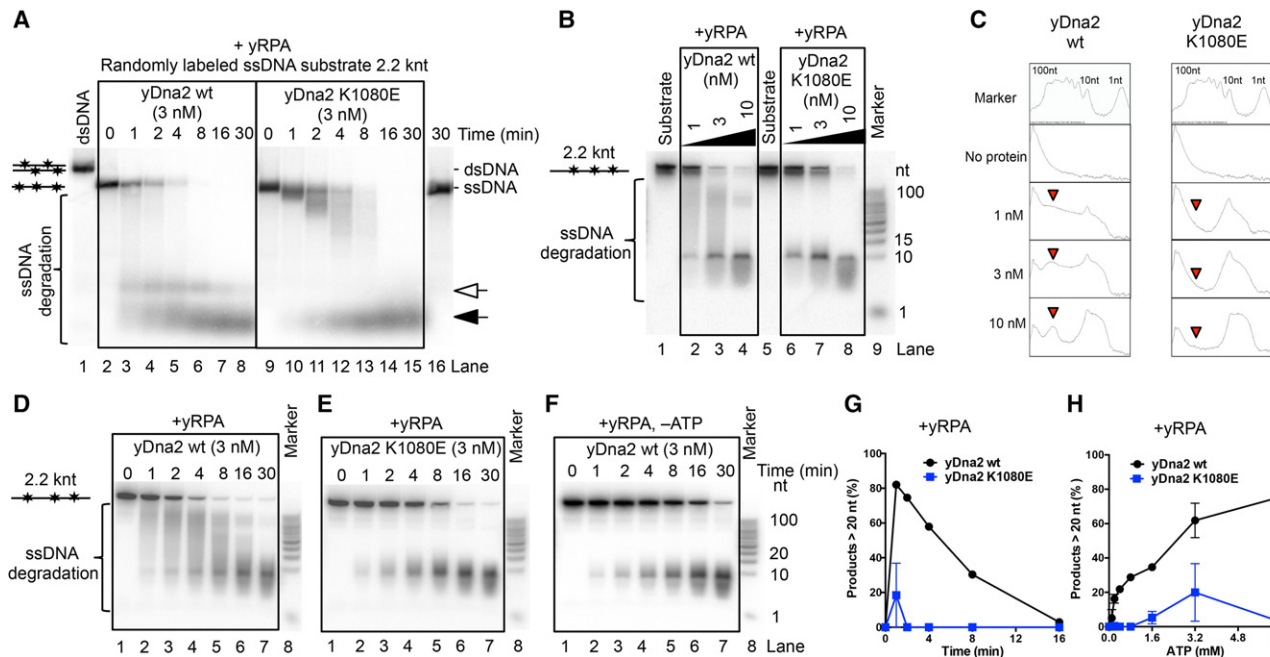 A
+ yRPA
Randomly labeled ssDNA substrate 2.2 knt
dsDNA
yDna2 wt
(3 nM)
yDna2 K1080E
(3 nM)
0 1 2 4 8 16 30 0 1 2 4 8 16 30 30 Time (min)
dsDNA
ssDNA
ssDNA
degradation
1 2 3 4 5 6 7 8 9 10 11 12 13 14 15 16 Lane
B
+yRPA +yRPA
Substrate
yDna2 wt
(nM)
1 3 10
Substrate
yDna2
K1080E
(nM)
1 3 10
Marker
2.2 knt
nt
100
15
10
1
ssDNA
degradation
1 2 3 4 5 6 7 8 9 Lane
C
yDna2
wt
yDna2
K1080E
Marker
100nt 10nt 1nt
100nt 10nt 1nt
No protein
1 nM
3 nM
10 nM
D
+yRPA
yDna2 wt (3 nM)
Marker
0 1 2 4 8 16 30
2.2 knt
ssDNA
degradation
1 2 3 4 5 6 7 8
E
+yRPA
yDna2 K1080E (3 nM)
Marker
0 1 2 4 8 16 30
1 2 3 4 5 6 7 8
F
+yRPA, –ATP
yDna2 wt (3 nM)
Marker
0 1 2 4 8 16 30
Time (min)
nt
100
20
10
1
1 2 3 4 5 6 7 8 Lane
G
+yRPA
yDna2 wt
yDna2 K1080E
Products > 20 nt (%)
100
80
60
40
20
0
0 4 8 12 16
Time (min)
H
+yRPA
yDna2 wt
yDna2 K1080E
Products > 20 nt (%)
100
80
60
40
20
0
0.0 1.6 3.2 4.8
ATP (mM)